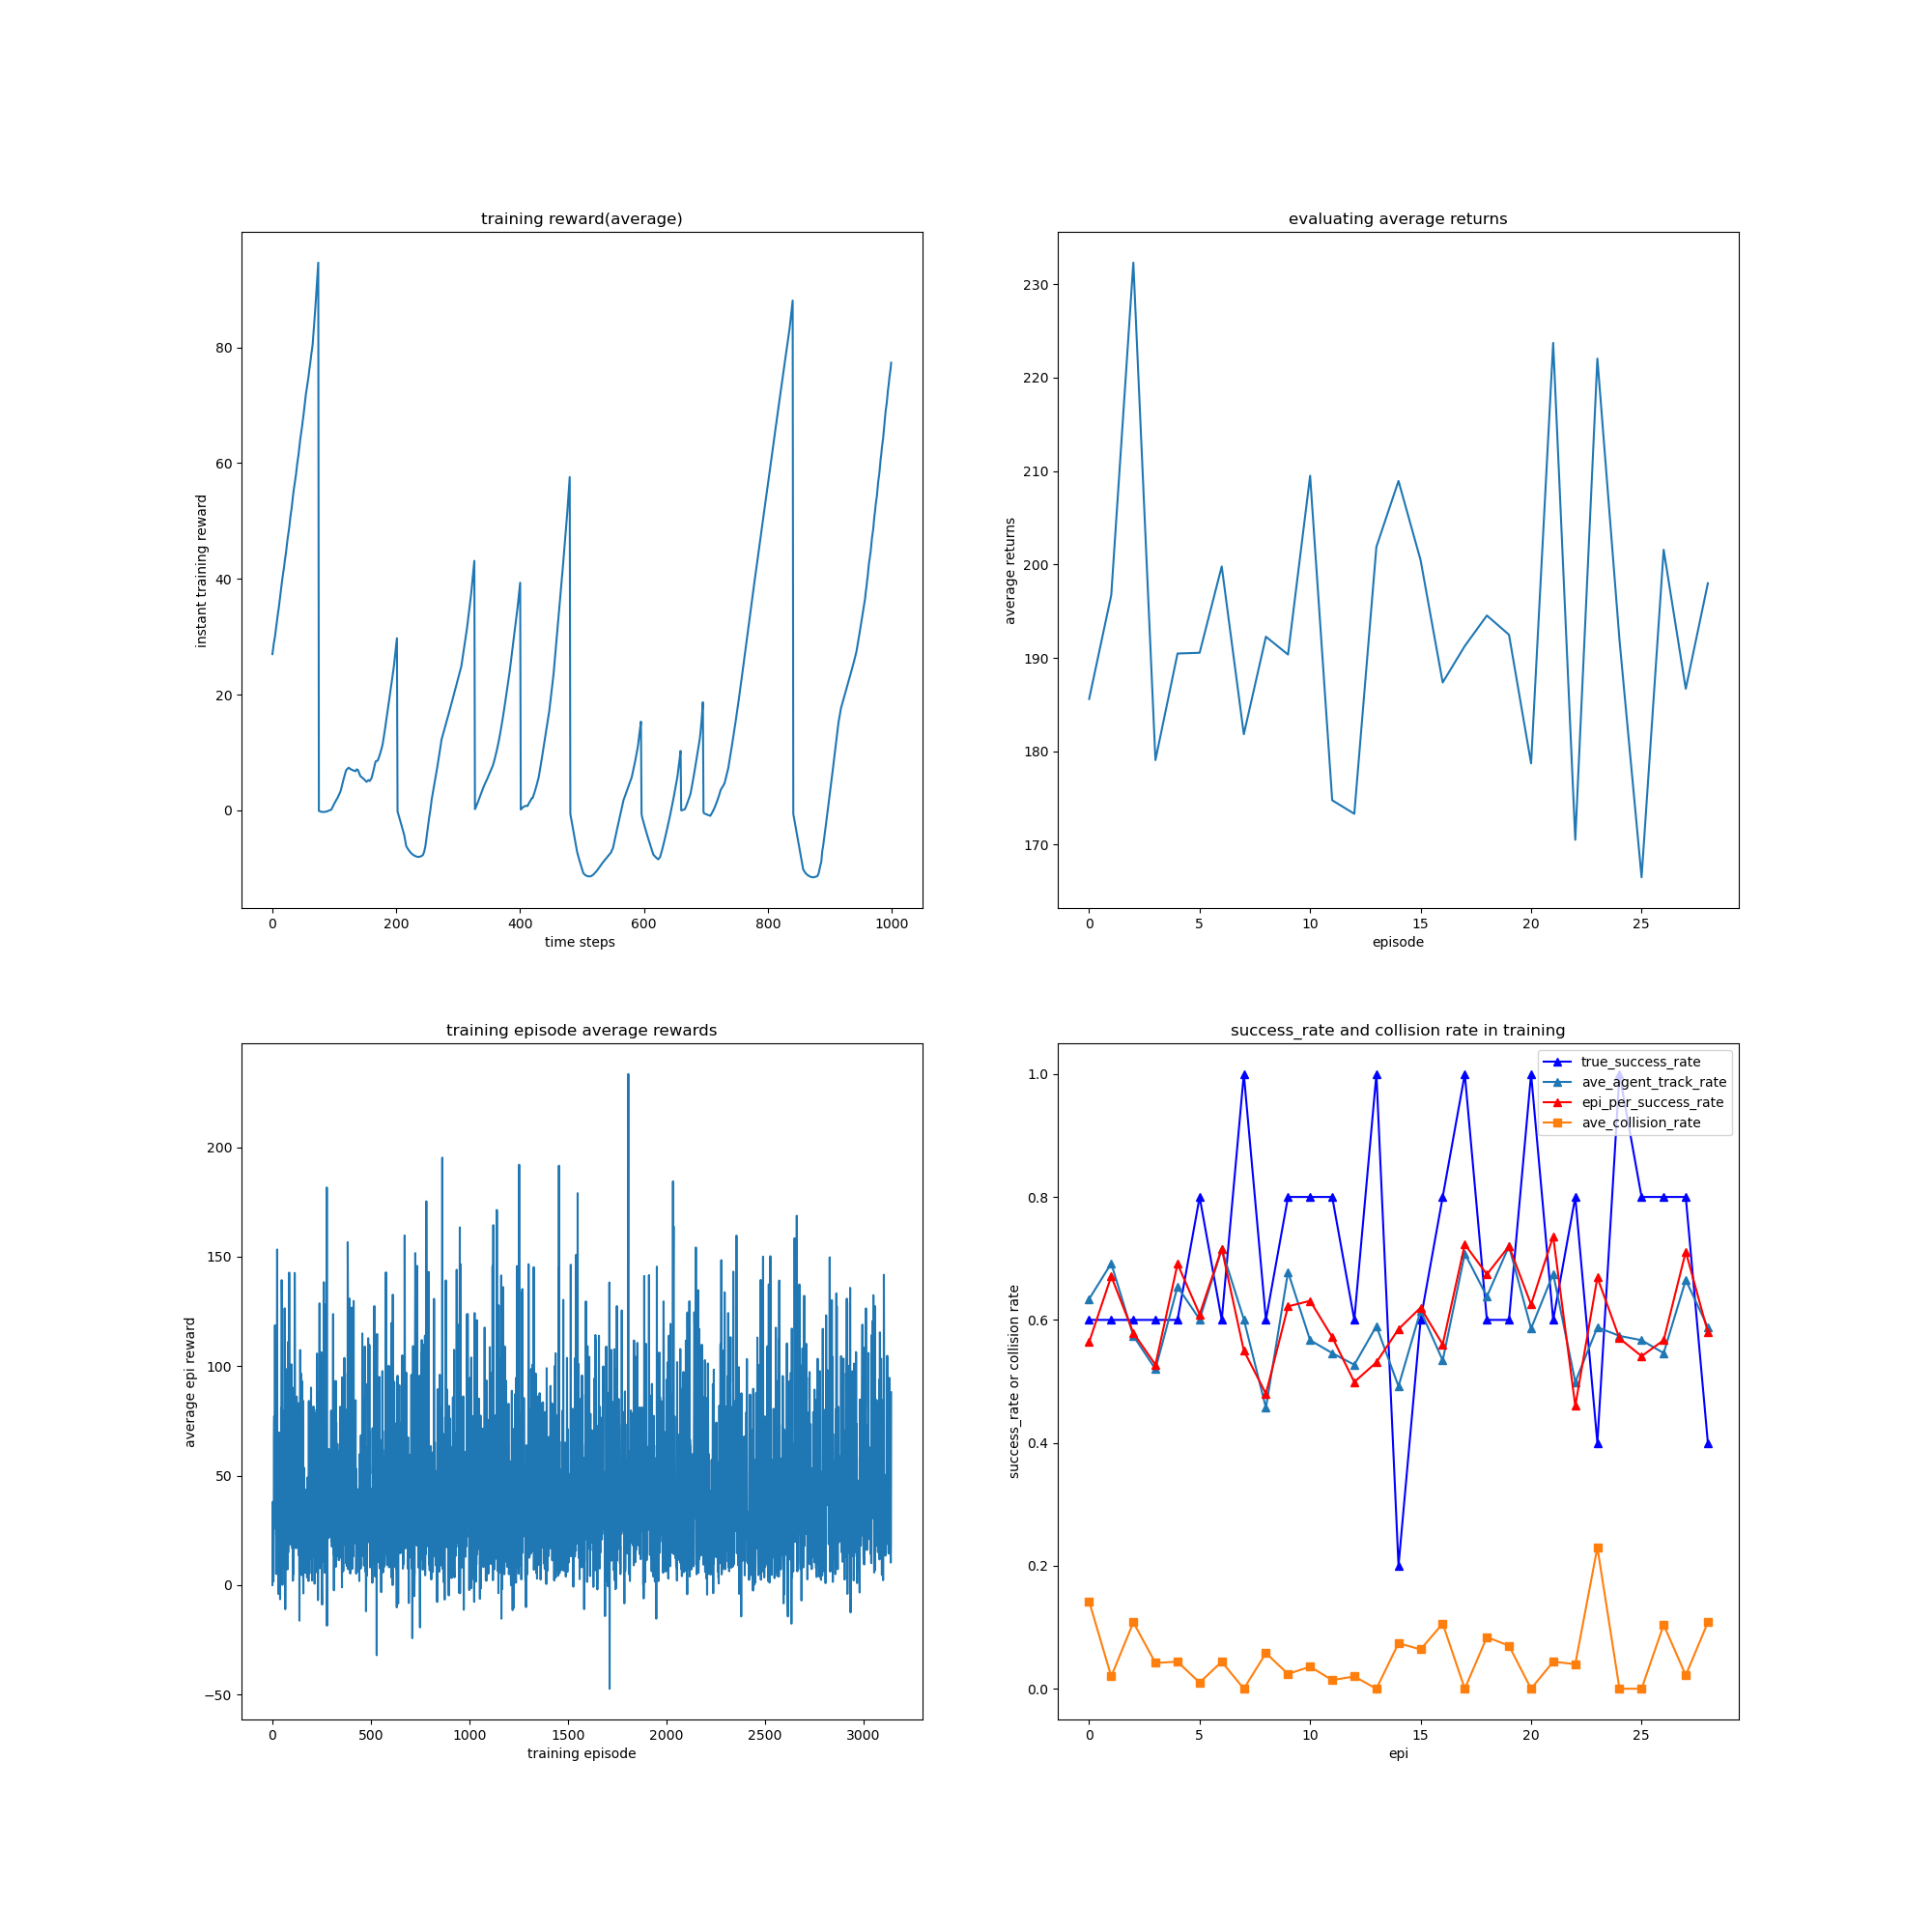 training reward(average)
instant training reward
80
60
40
20
0
0 200 400 600 800 1000
time steps
evaluating average returns
average returns
230
220
210
200
190
180
170
0 5 10 15 20 25
episode
training episode average rewards
average epi reward
200
150
100
50
0
−50
0 500 1000 1500 2000 2500 3000
training episode
success_rate and collision rate in training
success_rate or collision rate
1.0
0.8
0.6
0.4
0.2
0.0
true_success_rate
ave_agent_track_rate
epi_per_success_rate
ave_collision_rate
0 5 10 15 20 25
epi